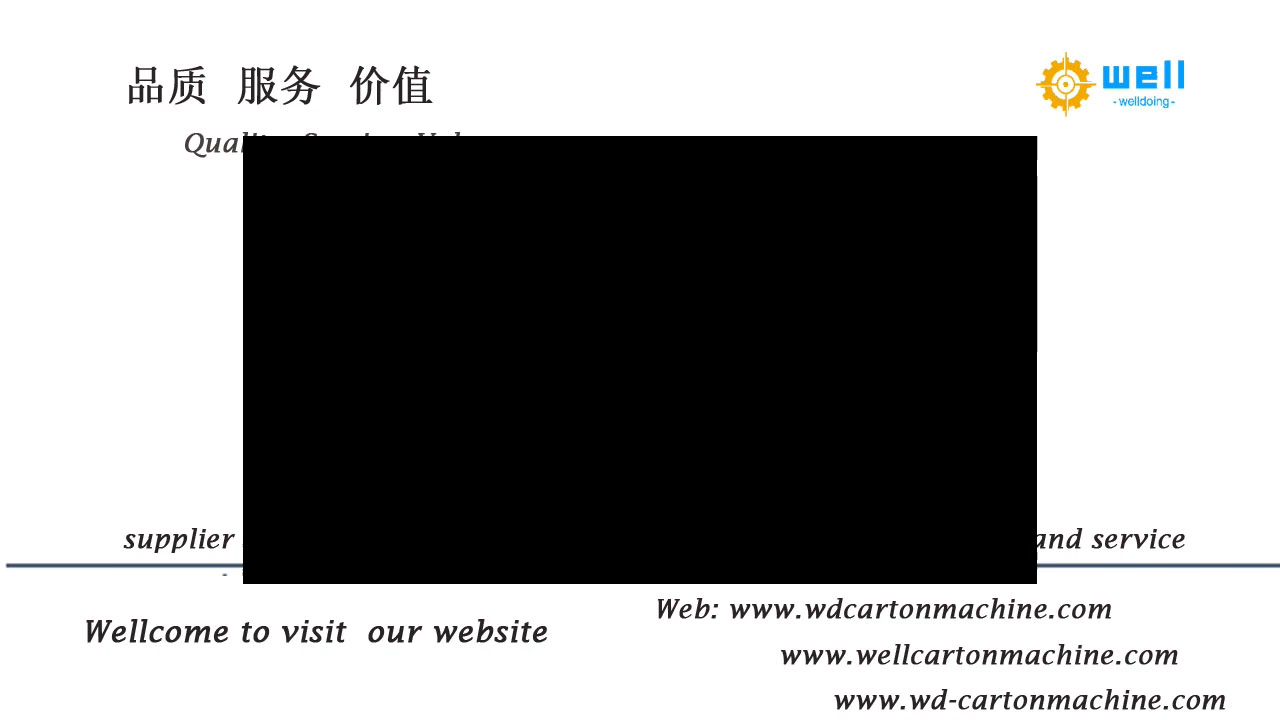 品质 服务 价值
well
-welldoing-
supplier
and service
Wellcome to visit our website
Web: www.wdcartonmachine.com
www.wellcartonmachine.com
www.wd-cartonmachine.com